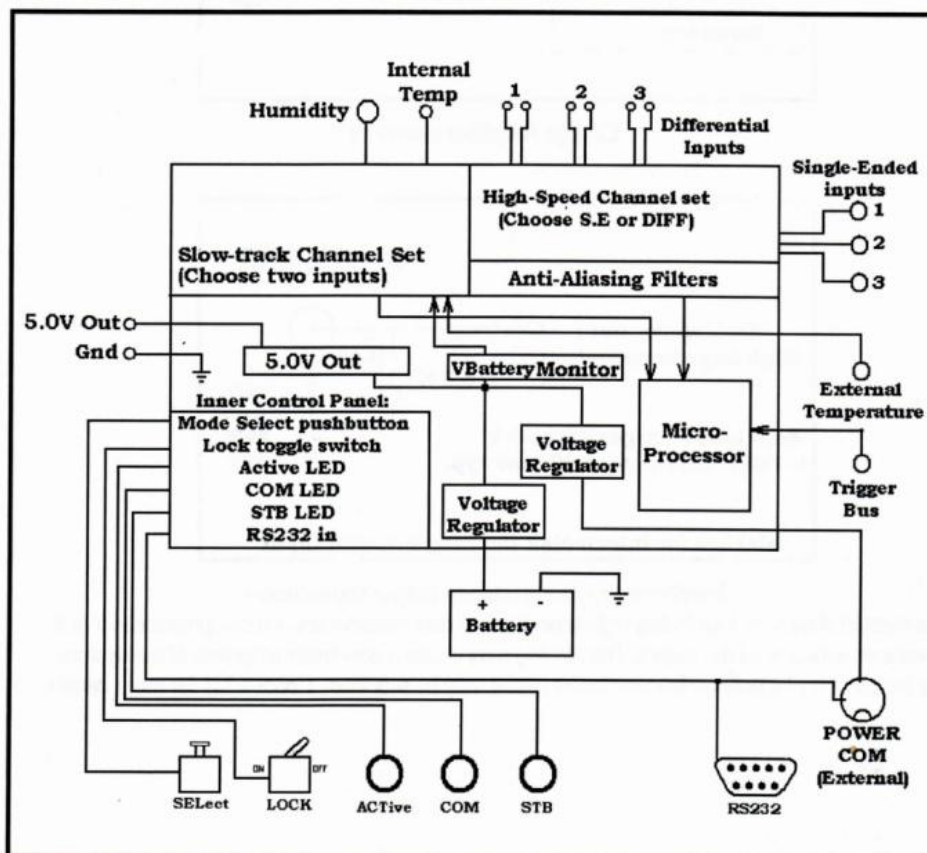 Internal
Temp
Humidity
1
2
3
Differential
Inputs
Single-Ended
inputs
1
2
3
High-Speed Channel set
(Choose S.E or DIFF)
Slow-track Channel Set
(Choose two inputs)
Anti-Aliasing Filters
5.0V Out
Gnd
5.0V Out
VBattery Monitor
External
Temperature
Inner Control Panel:
Mode Select pushbutton
Lock toggle switch
Active LED
COM LED
STB LED
RS232 in
Voltage
Regulator
Voltage
Regulator
Micro-
Processor
Trigger
Bus
+ -
Battery
POWER
COM
(External)
ON OFF
SELect
LOCK
ACTive
COM
STB
RS232